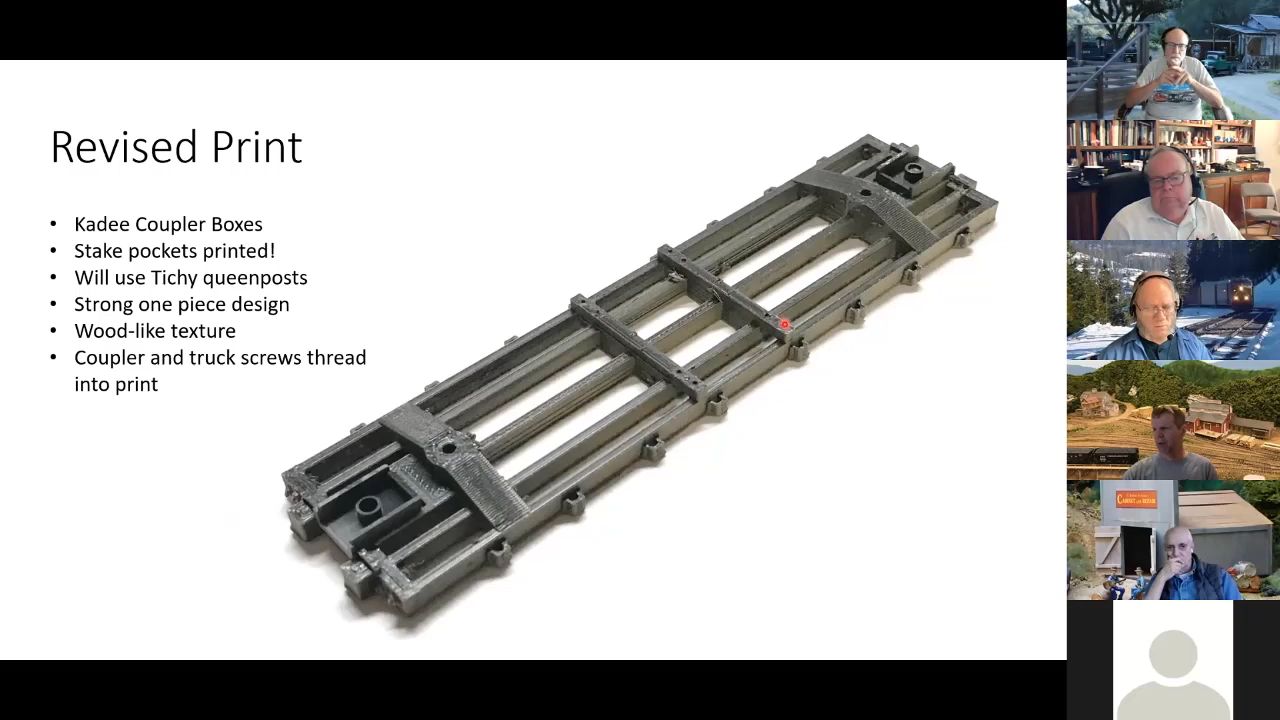 Revised Print
• Kadee Coupler Boxes
• Stake pockets printed!
• Will use Tichy queenposts
• Strong one piece design
• Wood-like texture
• Coupler and truck screws thread
into print